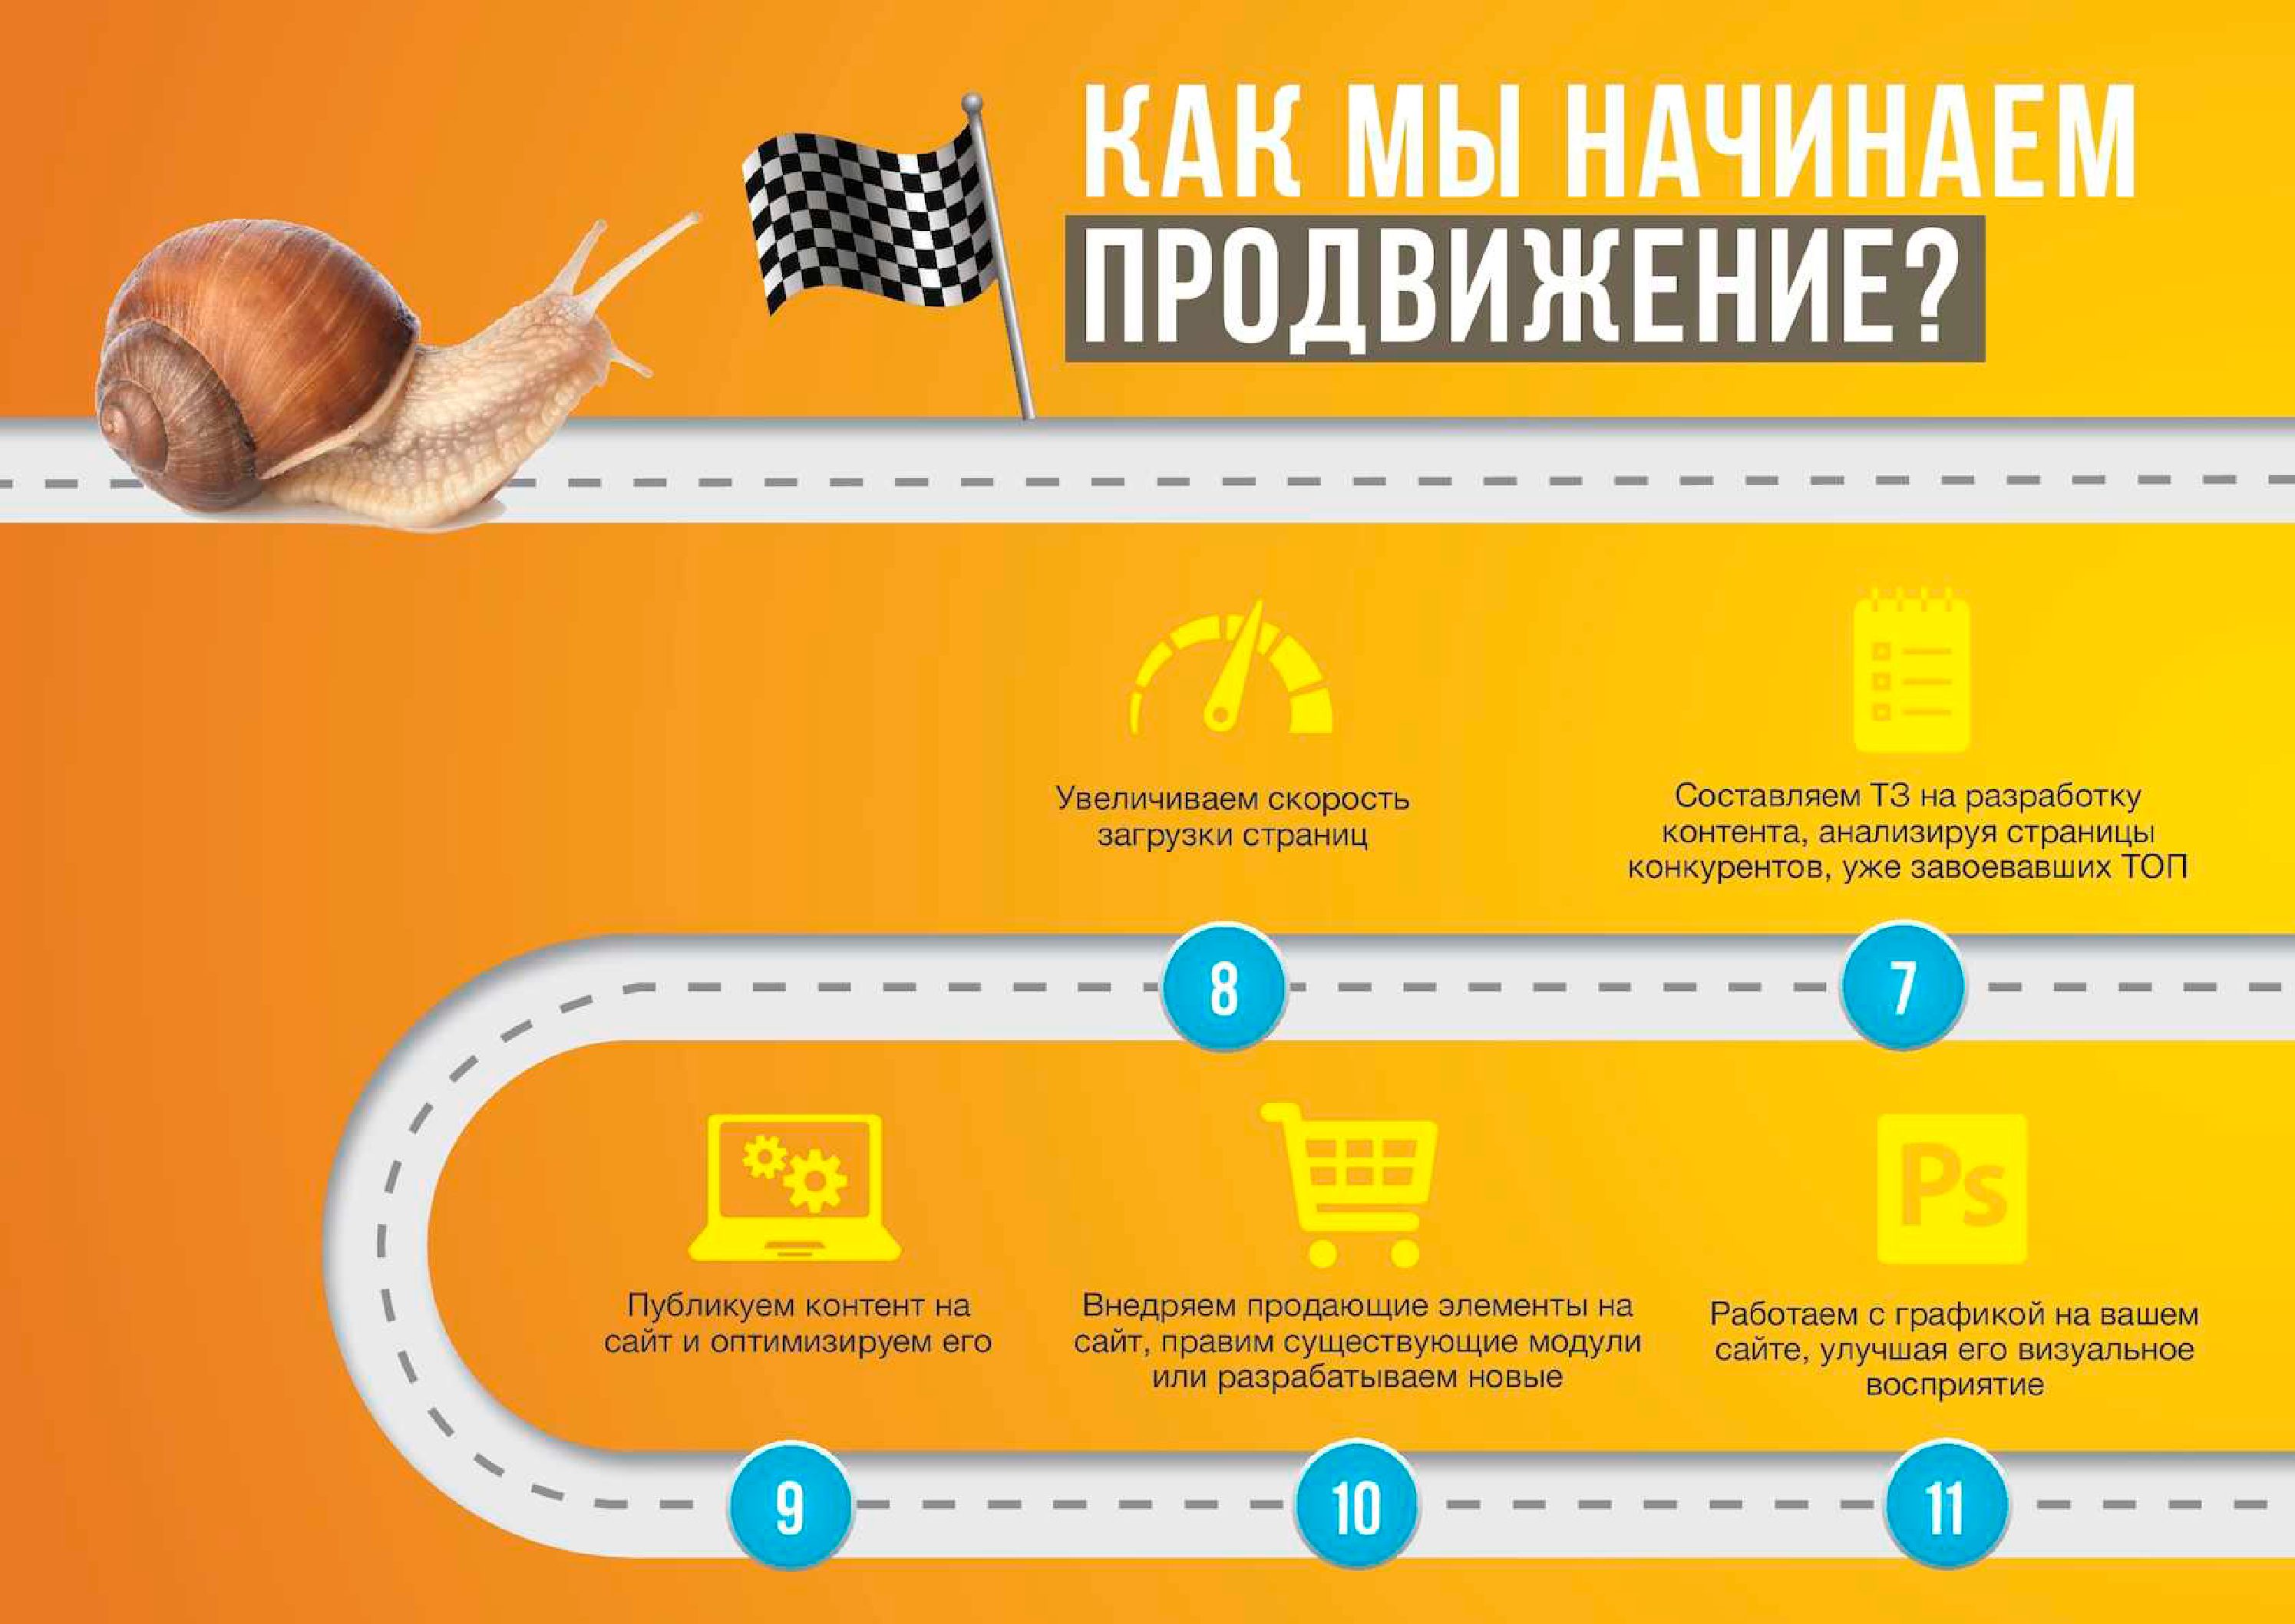 КАК МЫ НАЧИНАЕМ
ПРОДВИЖЕНИЕ?
Увеличиваем скорость
загрузки страниц
Составляем ТЗ на разработку
контента, анализируя страницы
конкурентов, уже завоевавших ТОП
8
7
Ps
Публикуем контент на
сайт и оптимизируем его
Внедряем продающие элементы на
сайт, правим существующие модули
или разрабатываем новые
Работаем с графикой на вашем
сайте, улучшая его визуальное
восприятие
9
10
11